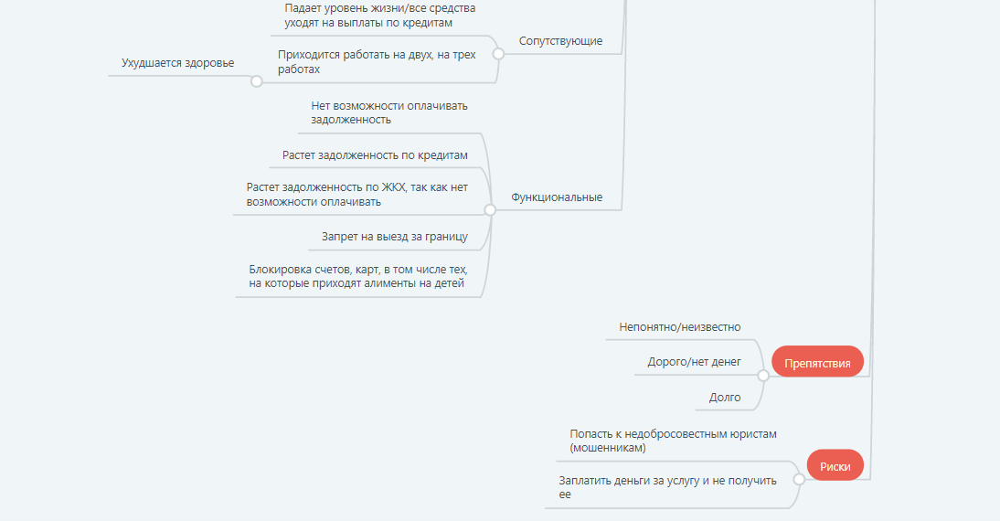 Падает уровень жизни/все средства
уходят на выплаты по кредитам
Сопутствующие
Приходится работать на двух, на трех
работах
Ухудшается здоровье
Нет возможности оплачивать
задолженность
Растет задолженность по кредитам
Растет задолженность по ЖКХ, так как нет
возможности оплачивать
Функциональные
Запрет на выезд за границу
Блокировка счетов, карт, в том числе тех,
на которые приходят алименты на детей
Непонятно/неизвестно
Дорого/нет денег
Препятствия
Долго
Попасть к недобросовестным юристам
(мошенникам)
Риски
Заплатить деньги за услугу и не получить
ее